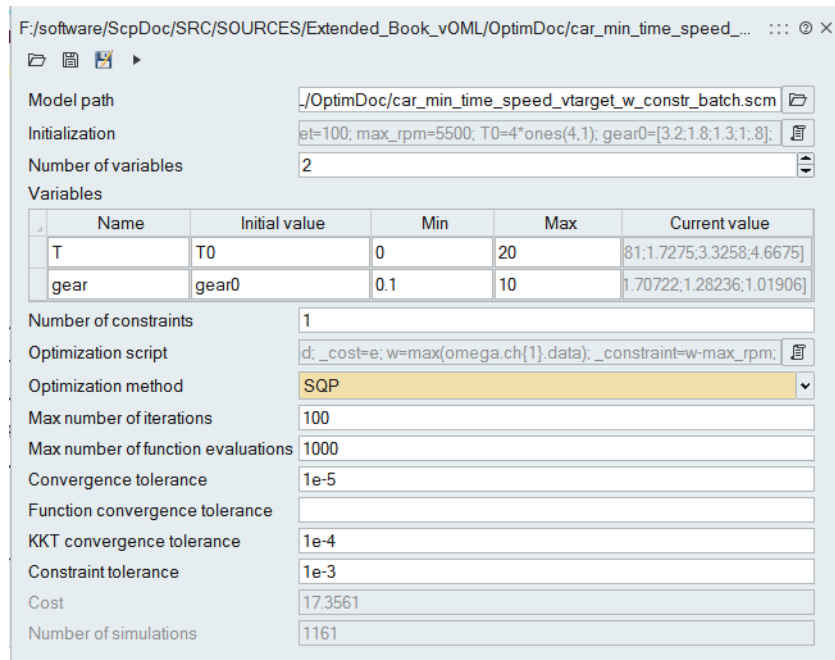 F:/software/ScpDoc/SRC/SOURCES/Extended_Book_vOML/OptimDoc/car_min_time_speed_...
Model path ./OptimDoc/car_min_time_speed_vtarget_w_constr_batch.scm
Initialization et=100; max_rpm=5500; T0=4*ones(4,1); gear0=[3.2;1.8;1.3;1;.8];
Number of variables 2
Variables
Name Initial value Min Max Current value
T T0 0 20 81;1.7275;3.3258;4.6675]
gear gear0 0.1 10 1.70722;1.28236;1.01906]
Number of constraints 1
Optimization script d; _cost=e; w=max(omega.ch{1}.data); _constraint=w-max_rpm;
Optimization method SQP
Max number of iterations 100
Max number of function evaluations 1000
Convergence tolerance 1e-5
Function convergence tolerance
KKT convergence tolerance 1e-4
Constraint tolerance 1e-3
Cost 17.3561
Number of simulations 1161